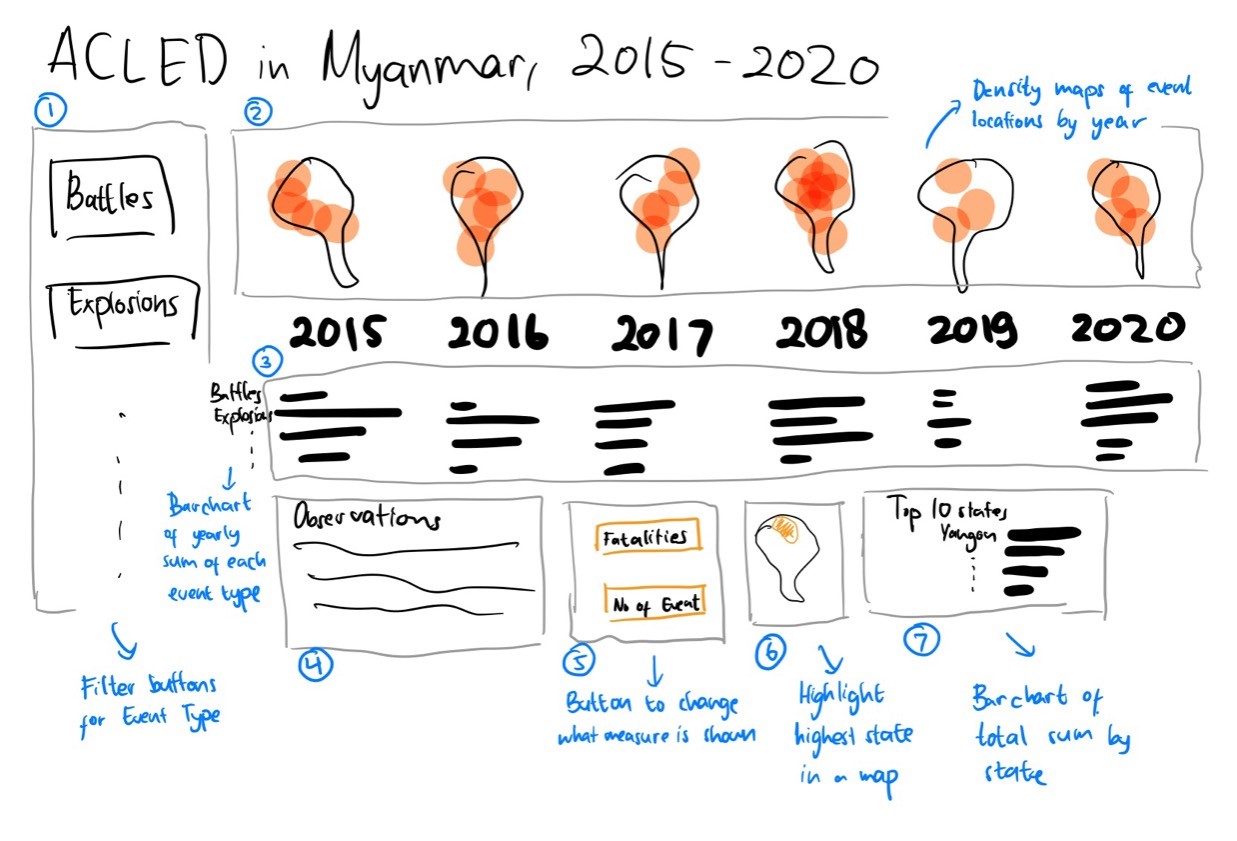 ACLED in Myanmar, 2015 - 2020
1
Battles
Explosions
Filter buttons
for Event Type
2
Density maps of event
locations by year
2015 2016 2017 2018 2019 2020
3
Battles
Explosions
Barchart
of yearly
sum of each
event type
Observations
4
Fatalities
No of Event
5
Button to change
what measure is shown
6
Highlight
highest state
in a map
Top 10 states
Yangon
7
Barchart of
total sum by
state